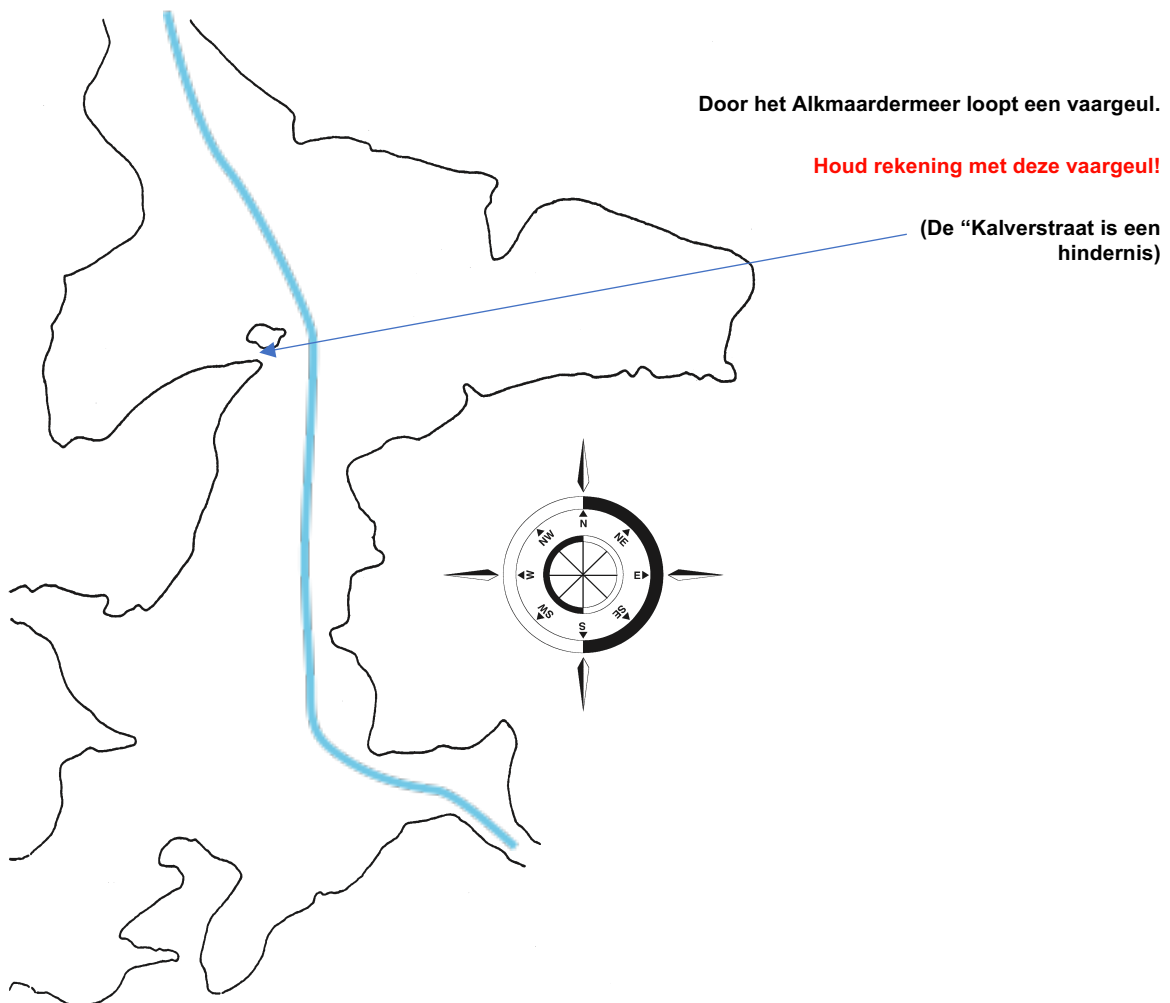 Door het Alkmaardermeer loopt een vaargeul.
Houd rekening met deze vaargeul!
(De “Kalverstraat is een
hindernis)
N
NE
E
SE
S
SW
W
NW